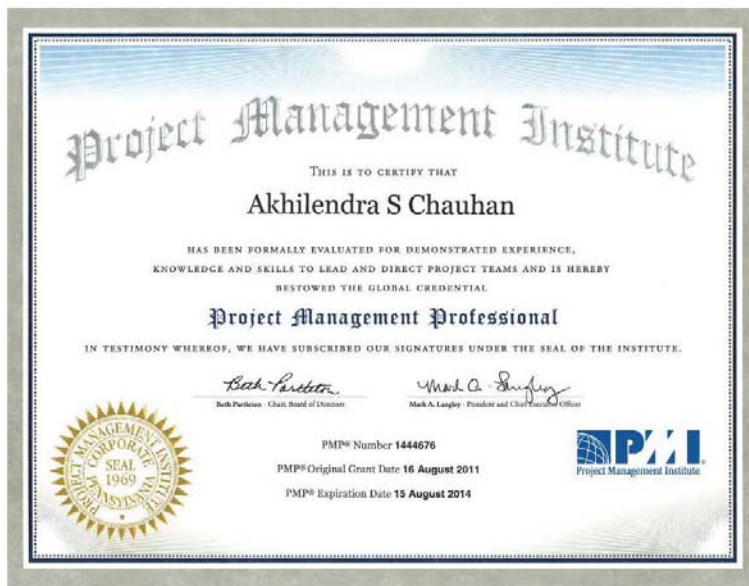 Project Management Institute
THIS IS TO CERTIFY THAT
Akhilendra S Chauhan
HAS BEEN FORMALLY EVALUATED FOR DEMONSTRATED EXPERIENCE,
KNOWLEDGE AND SKILLS TO LEAD AND DIRECT PROJECT TEAMS AND IS HEREBY
BESTOWED THE GLOBAL CREDENTIAL
Project Management Professional
IN TESTIMONY WHEREOF, WE HAVE SUBSCRIBED OUR SIGNATURES UNDER THE SEAL OF THE INSTITUTE.
Beth Partleton
Mark A. Langley
Beth Partleton - Chair, Board of Directors
Mark A. Langley - President and Chief Executive Officer
PROJECT MANAGEMENT INSTITUTE
CORPORATE
SEAL
1969
PENNSYLVANIA
PMP® Number 1444676
PMP® Original Grant Date 16 August 2011
PMP® Expiration Date 15 August 2014
PMI
Project Management Institute